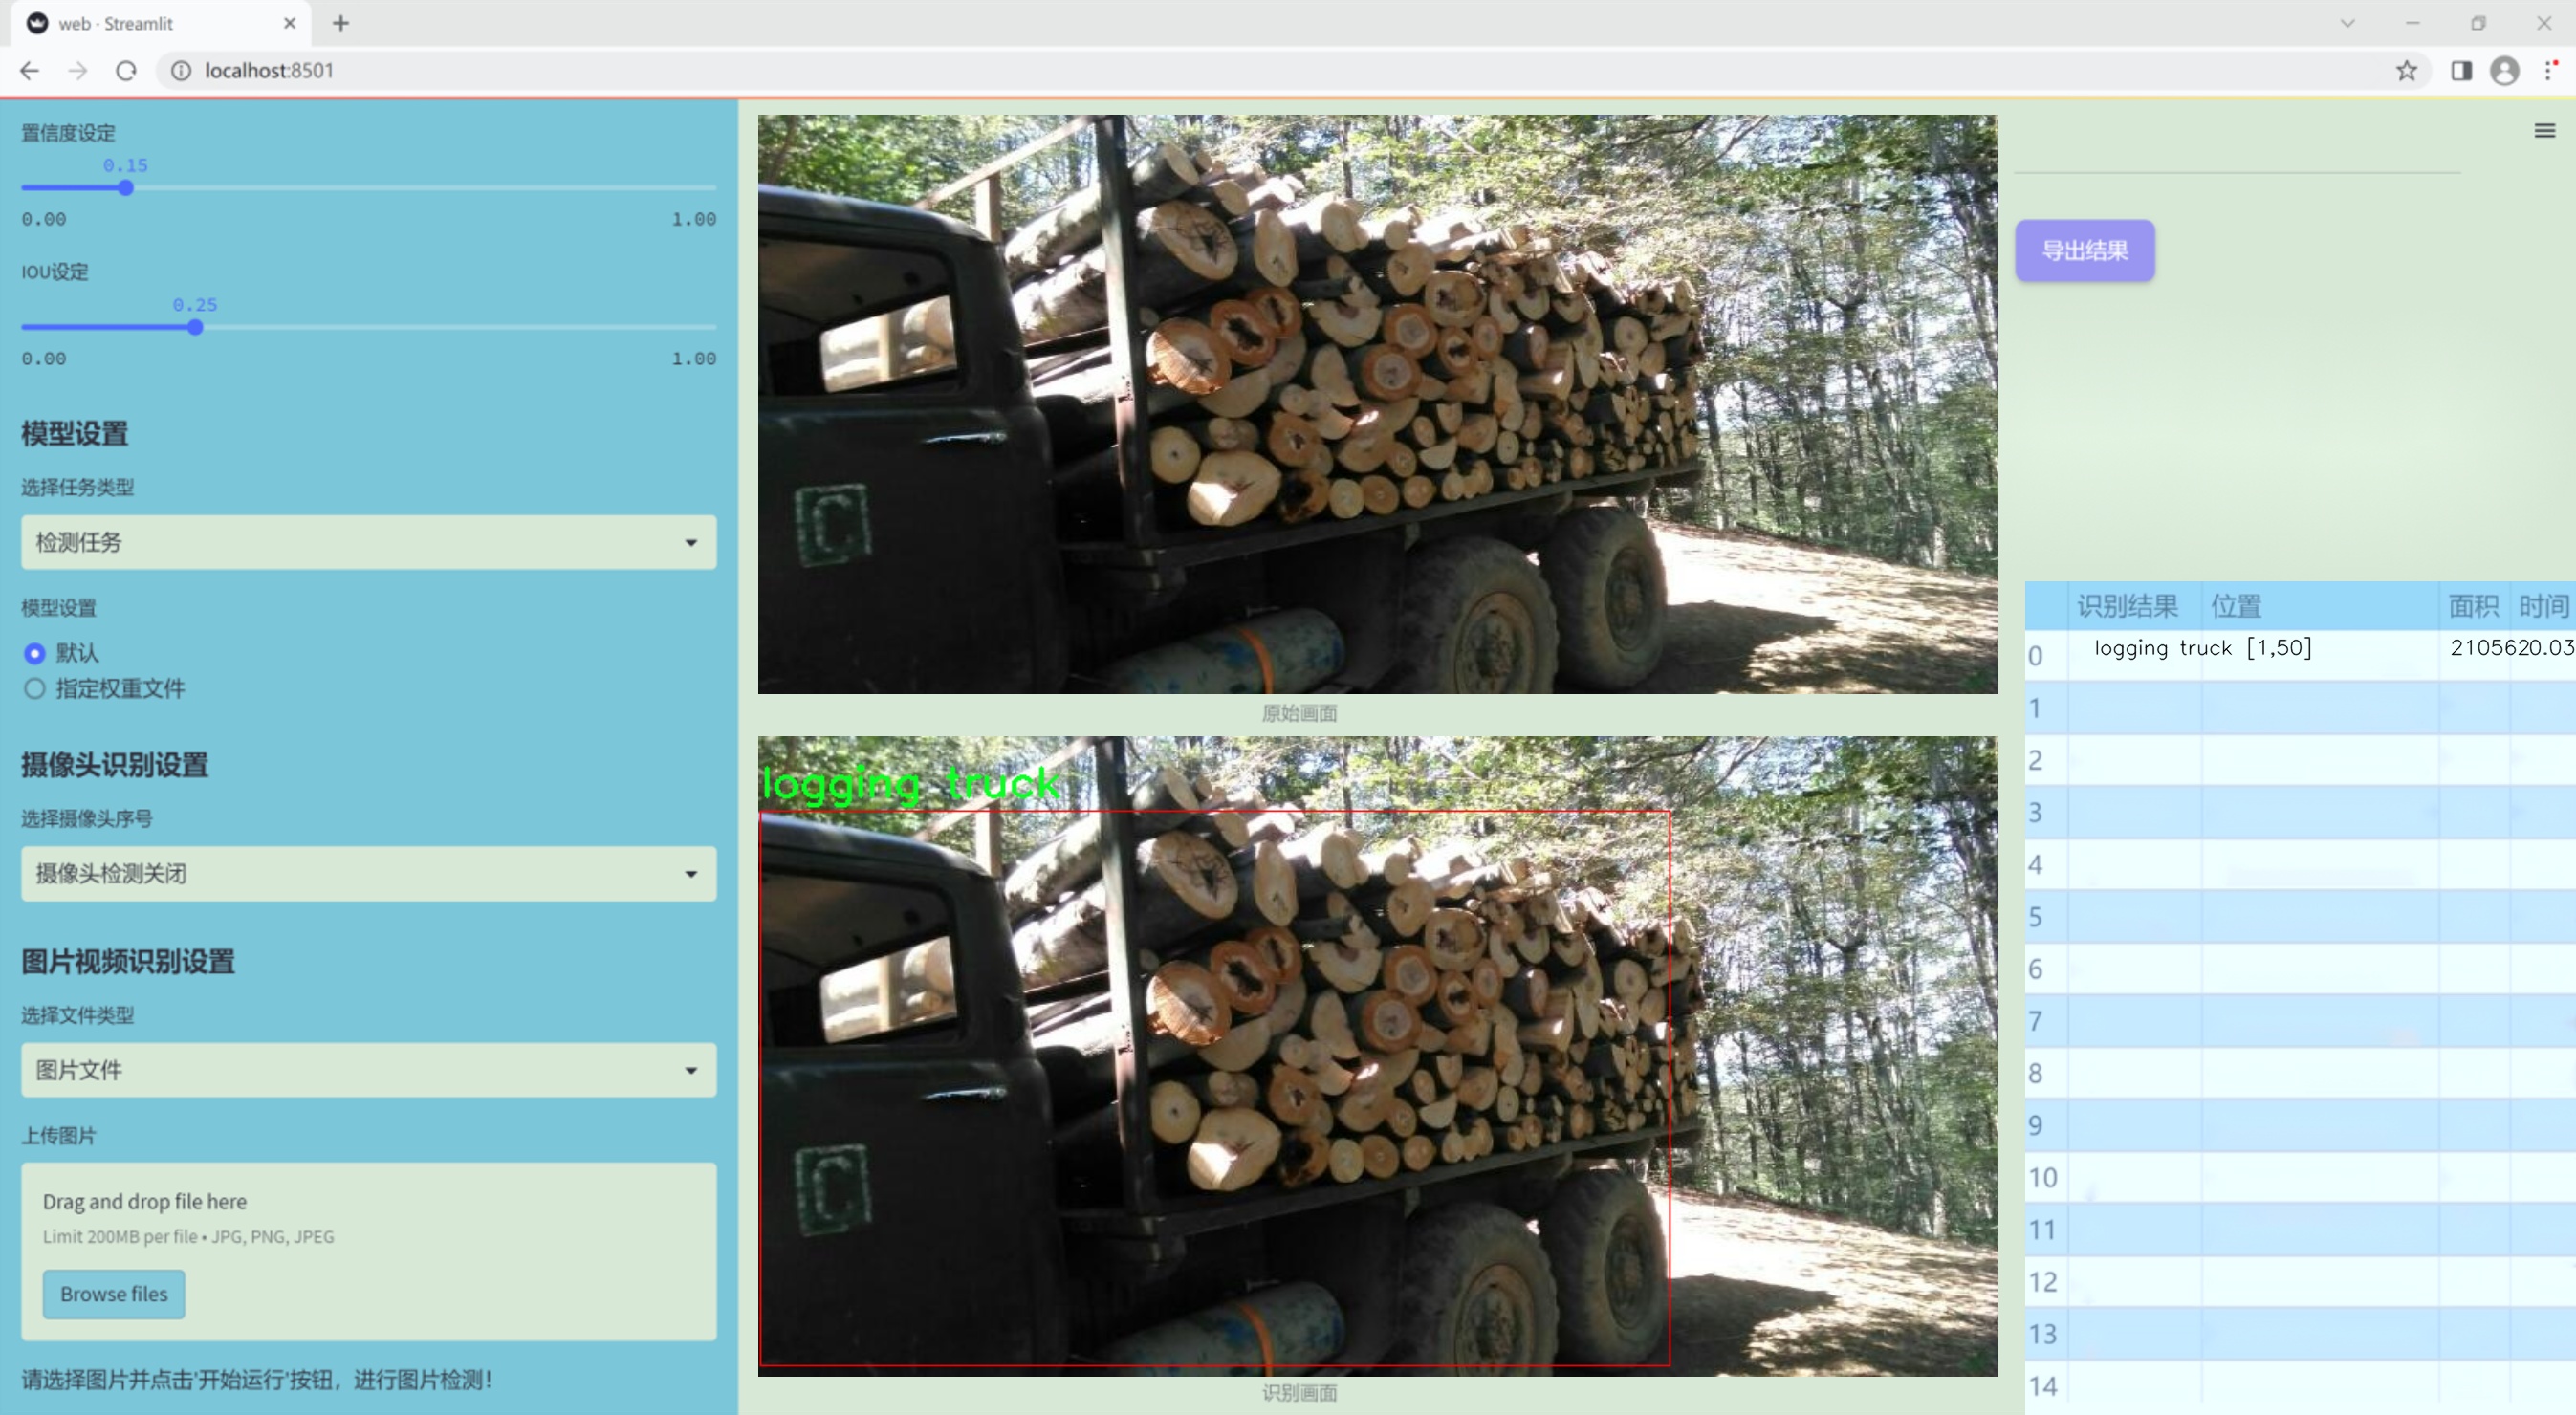 web · Streamlit
localhost:8501
置信度设定
0.15
0.00 1.00
IOU设定
0.25
0.00 1.00
模型设置
选择任务类型
检测任务
模型设置
默认
指定权重文件
摄像头识别设置
选择摄像头序号
摄像头检测关闭
图片视频识别设置
选择文件类型
图片文件
上传图片
Drag and drop file here
Limit 200MB per file • JPG, PNG, JPEG
Browse files
请选择图片并点击'开始运行'按钮，进行图片检测！
C
原始画面
logging truck
C
识别画面
导出结果
识别结果 位置 面积 时间
0 logging truck [1,50] 2105620.03
1
2
3
4
5
6
7
8
9
10
11
12
13
14